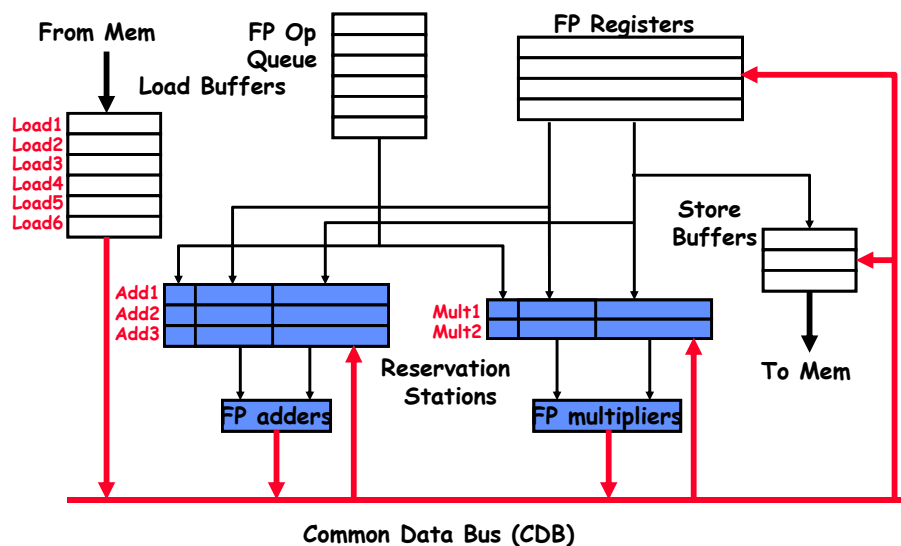 From Mem
FP Op
Queue
FP Registers
Load Buffers
Load1
Load2
Load3
Load4
Load5
Load6
Store
Buffers
Add1
Add2
Add3
Mult1
Mult2
Reservation
Stations
To Mem
FP adders
FP multipliers
Common Data Bus (CDB)